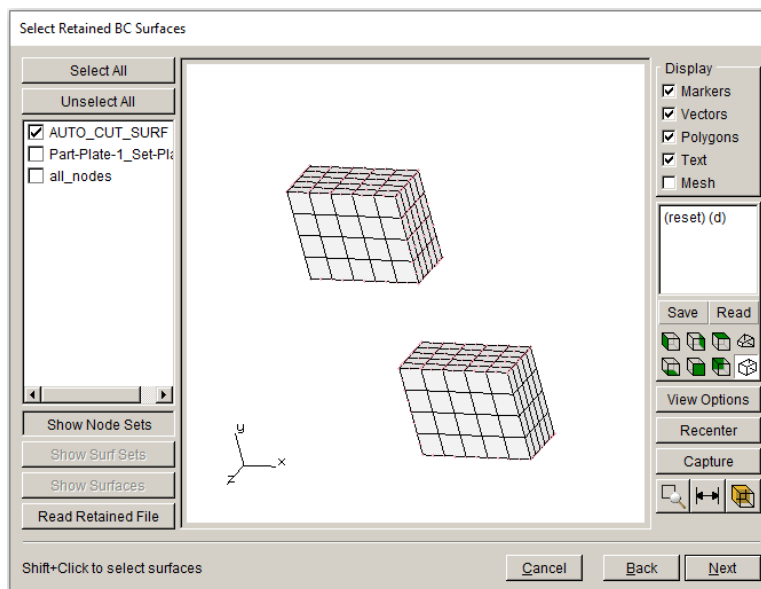 Select Retained BC Surfaces
Select All
Unselect All
AUTO_CUT_SURF
Part-Plate-1_Set-Pla
all_nodes
Show Node Sets
Show Surf Sets
Show Surfaces
Read Retained File
y
x
z
Display
Markers
Vectors
Polygons
Text
Mesh
(reset) (d)
Save Read
View Options
Recenter
Capture
Shift+Click to select surfaces
Cancel
Back
Next